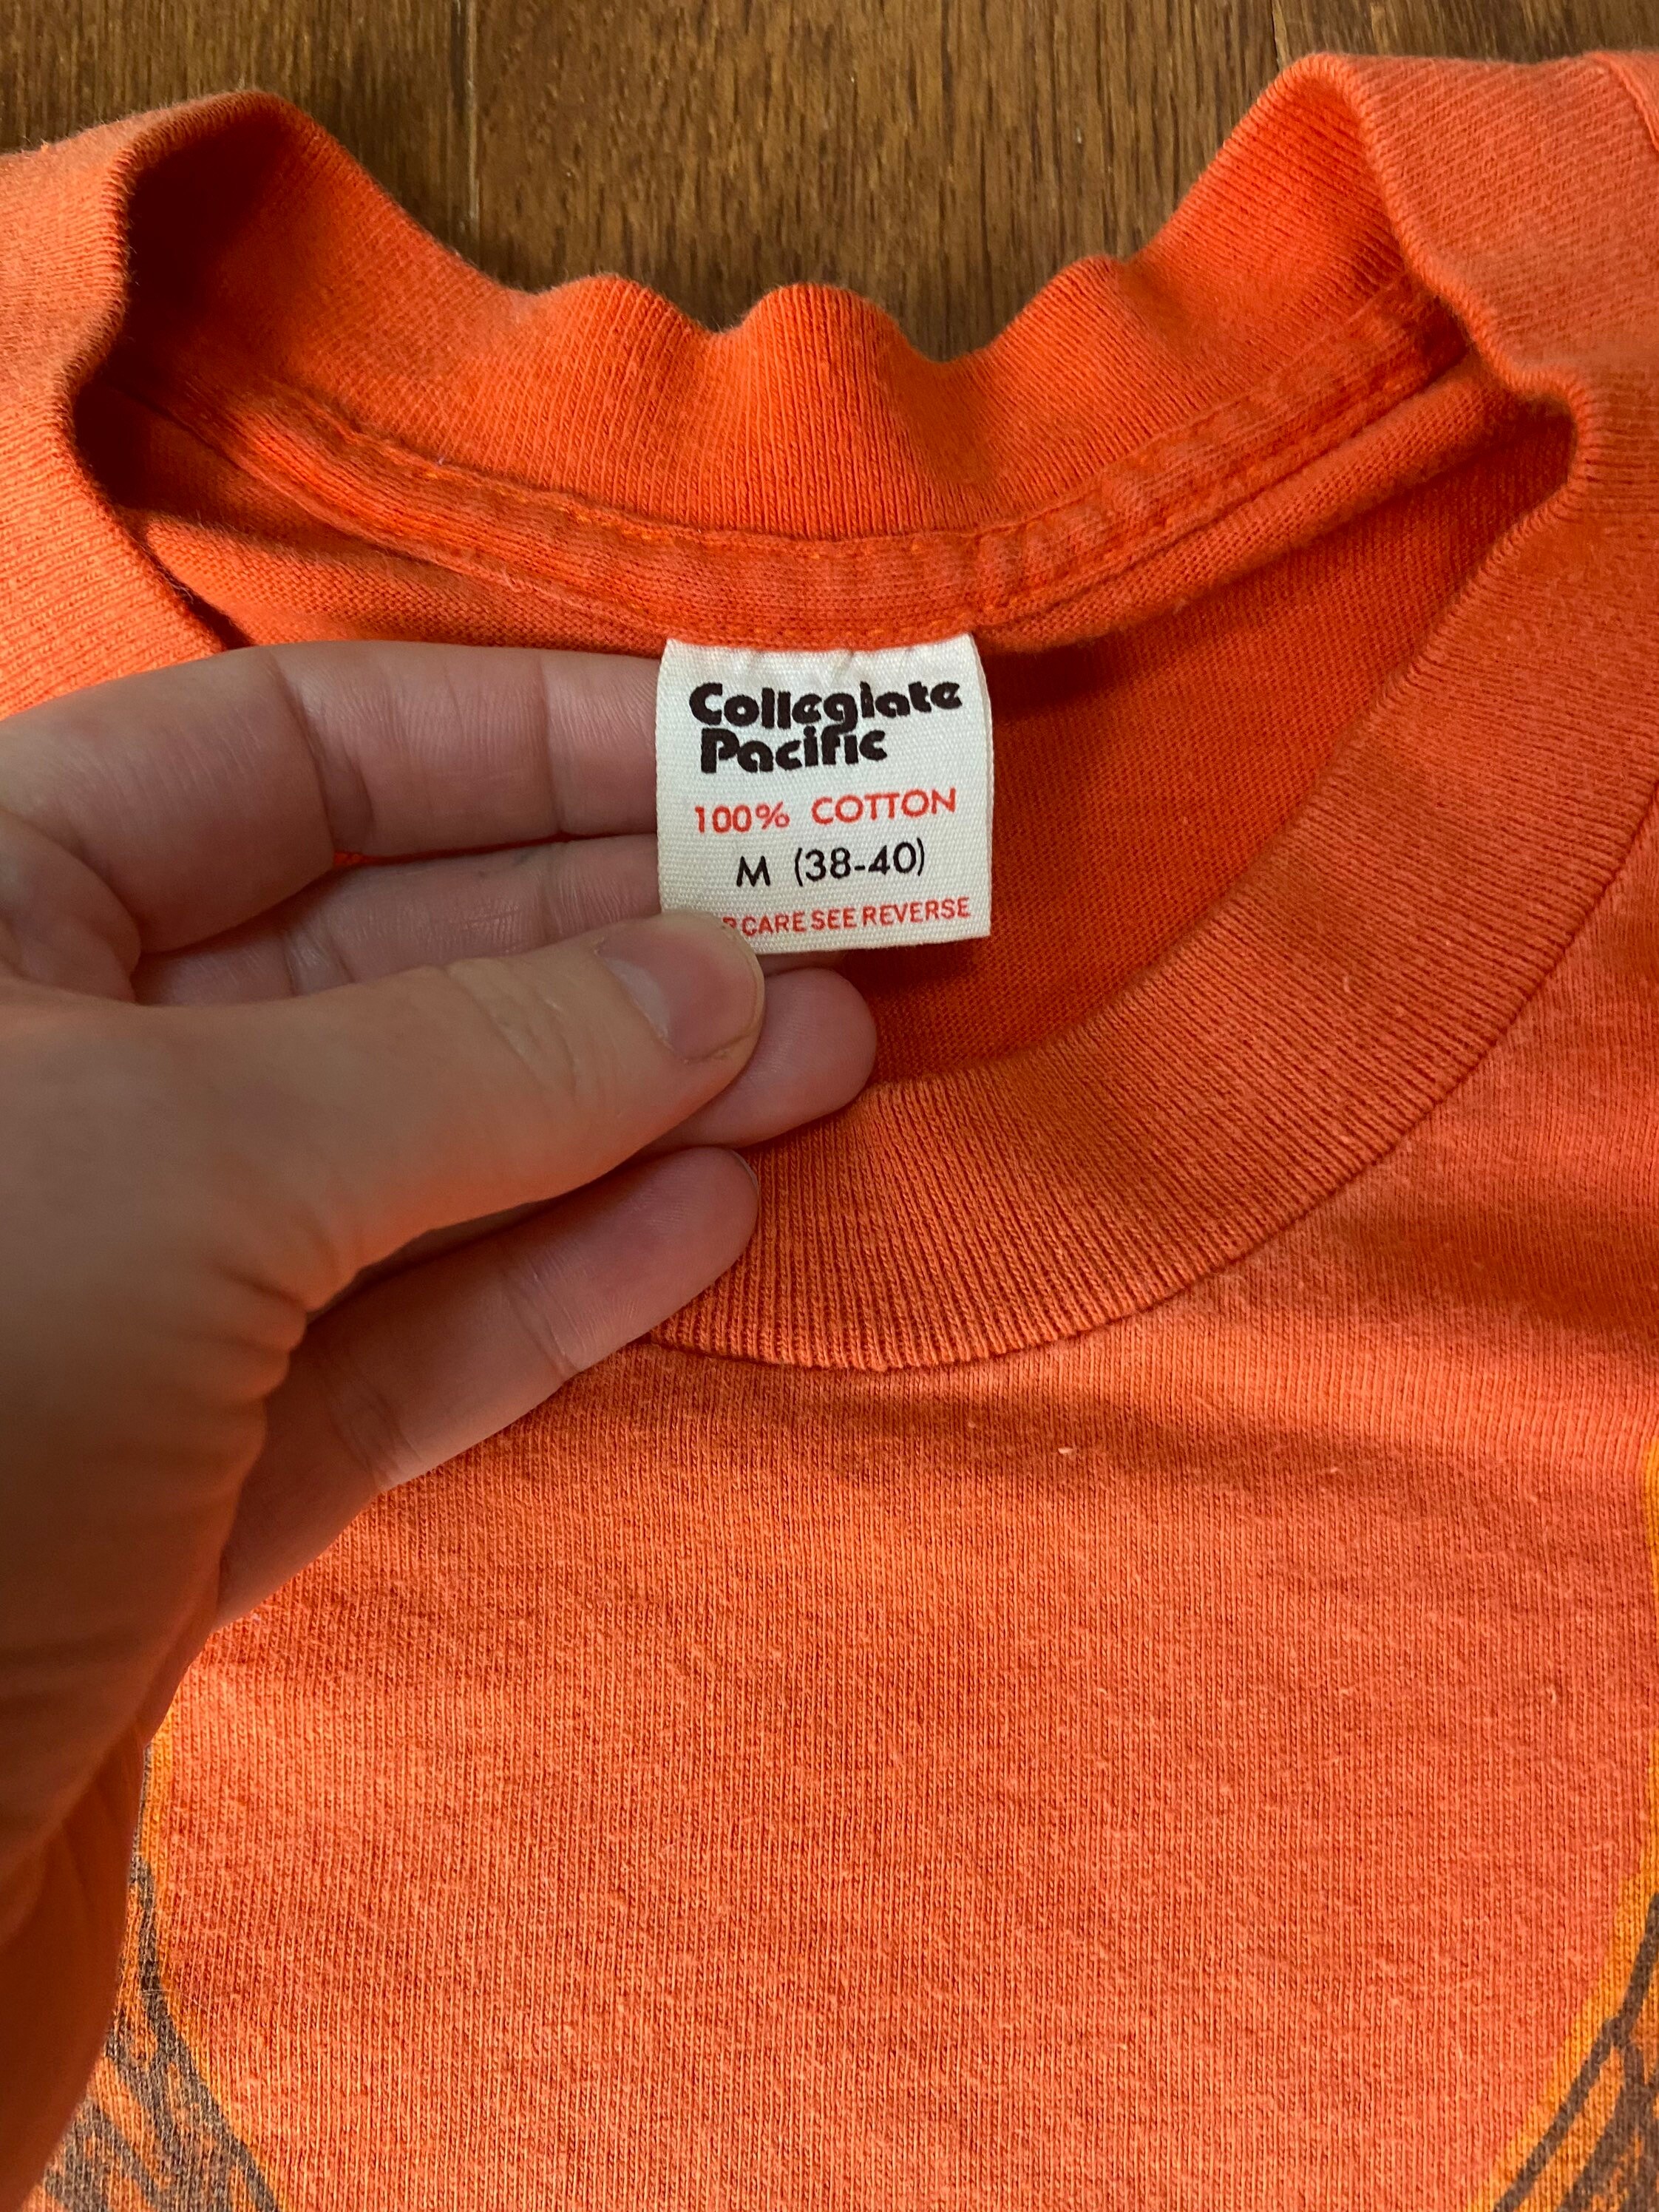 Collegiate
Pacific
100% COTTON
M (38-40)
CARE SEE REVERSE